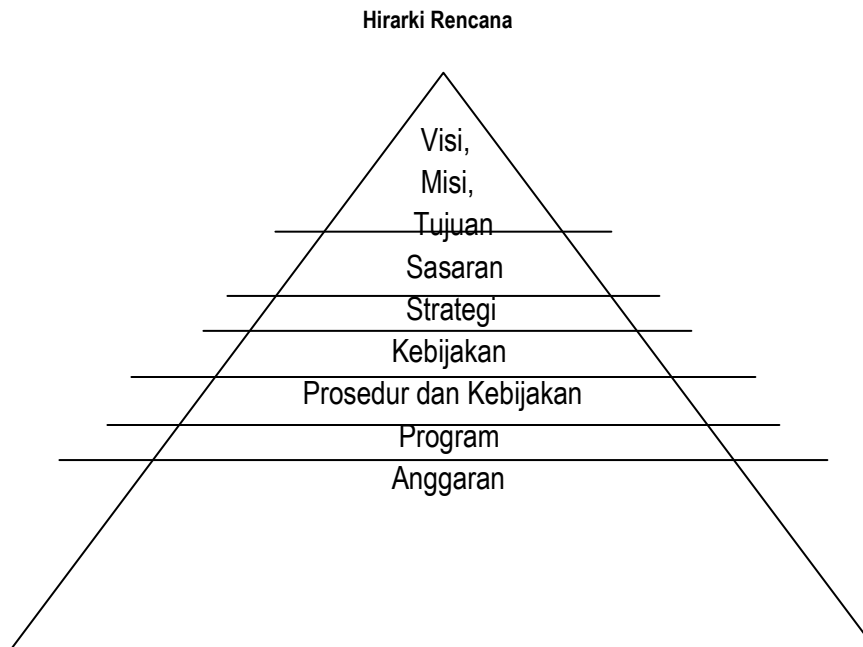 Hirarki Rencana
Visi,
Misi,
Tujuan
Sasaran
Strategi
Kebijakan
Prosedur dan Kebijakan
Program
Anggaran